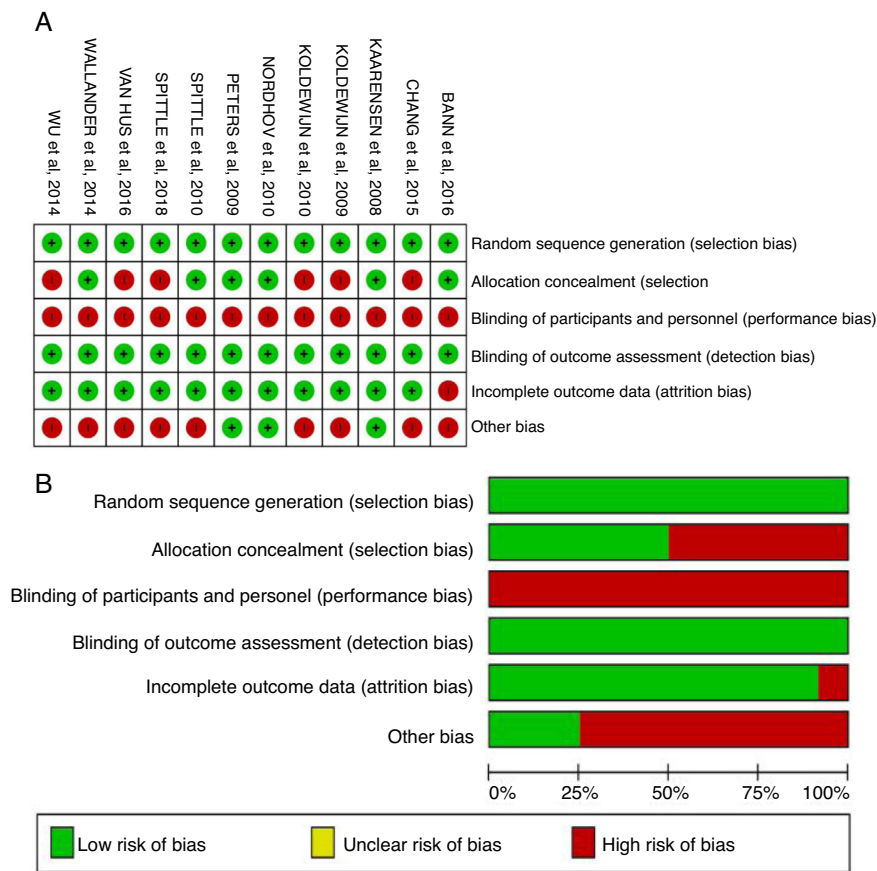 A
WU et al, 2014
WALLANDER et al, 2014
VAN HUS et al, 2016
SPITTLE et al, 2018
SPITTLE et al, 2010
PETERS et al, 2009
NORDHOV et al, 2010
KOLDEWIJN et al, 2010
KOLDEWIJN et al, 2009
KAARENSEN et al, 2008
CHANG et al, 2015
BANN et al, 2016
Random sequence generation (selection bias)
Allocation concealment (selection
Blinding of participants and personnel (performance bias)
Blinding of outcome assessment (detection bias)
Incomplete outcome data (attrition bias)
Other bias
B
Random sequence generation (selection bias)
Allocation concealment (selection bias)
Blinding of participants and personel (performance bias)
Blinding of outcome assessment (detection bias)
Incomplete outcome data (attrition bias)
Other bias
0% 25% 50% 75% 100%
Low risk of bias Unclear risk of bias High risk of bias